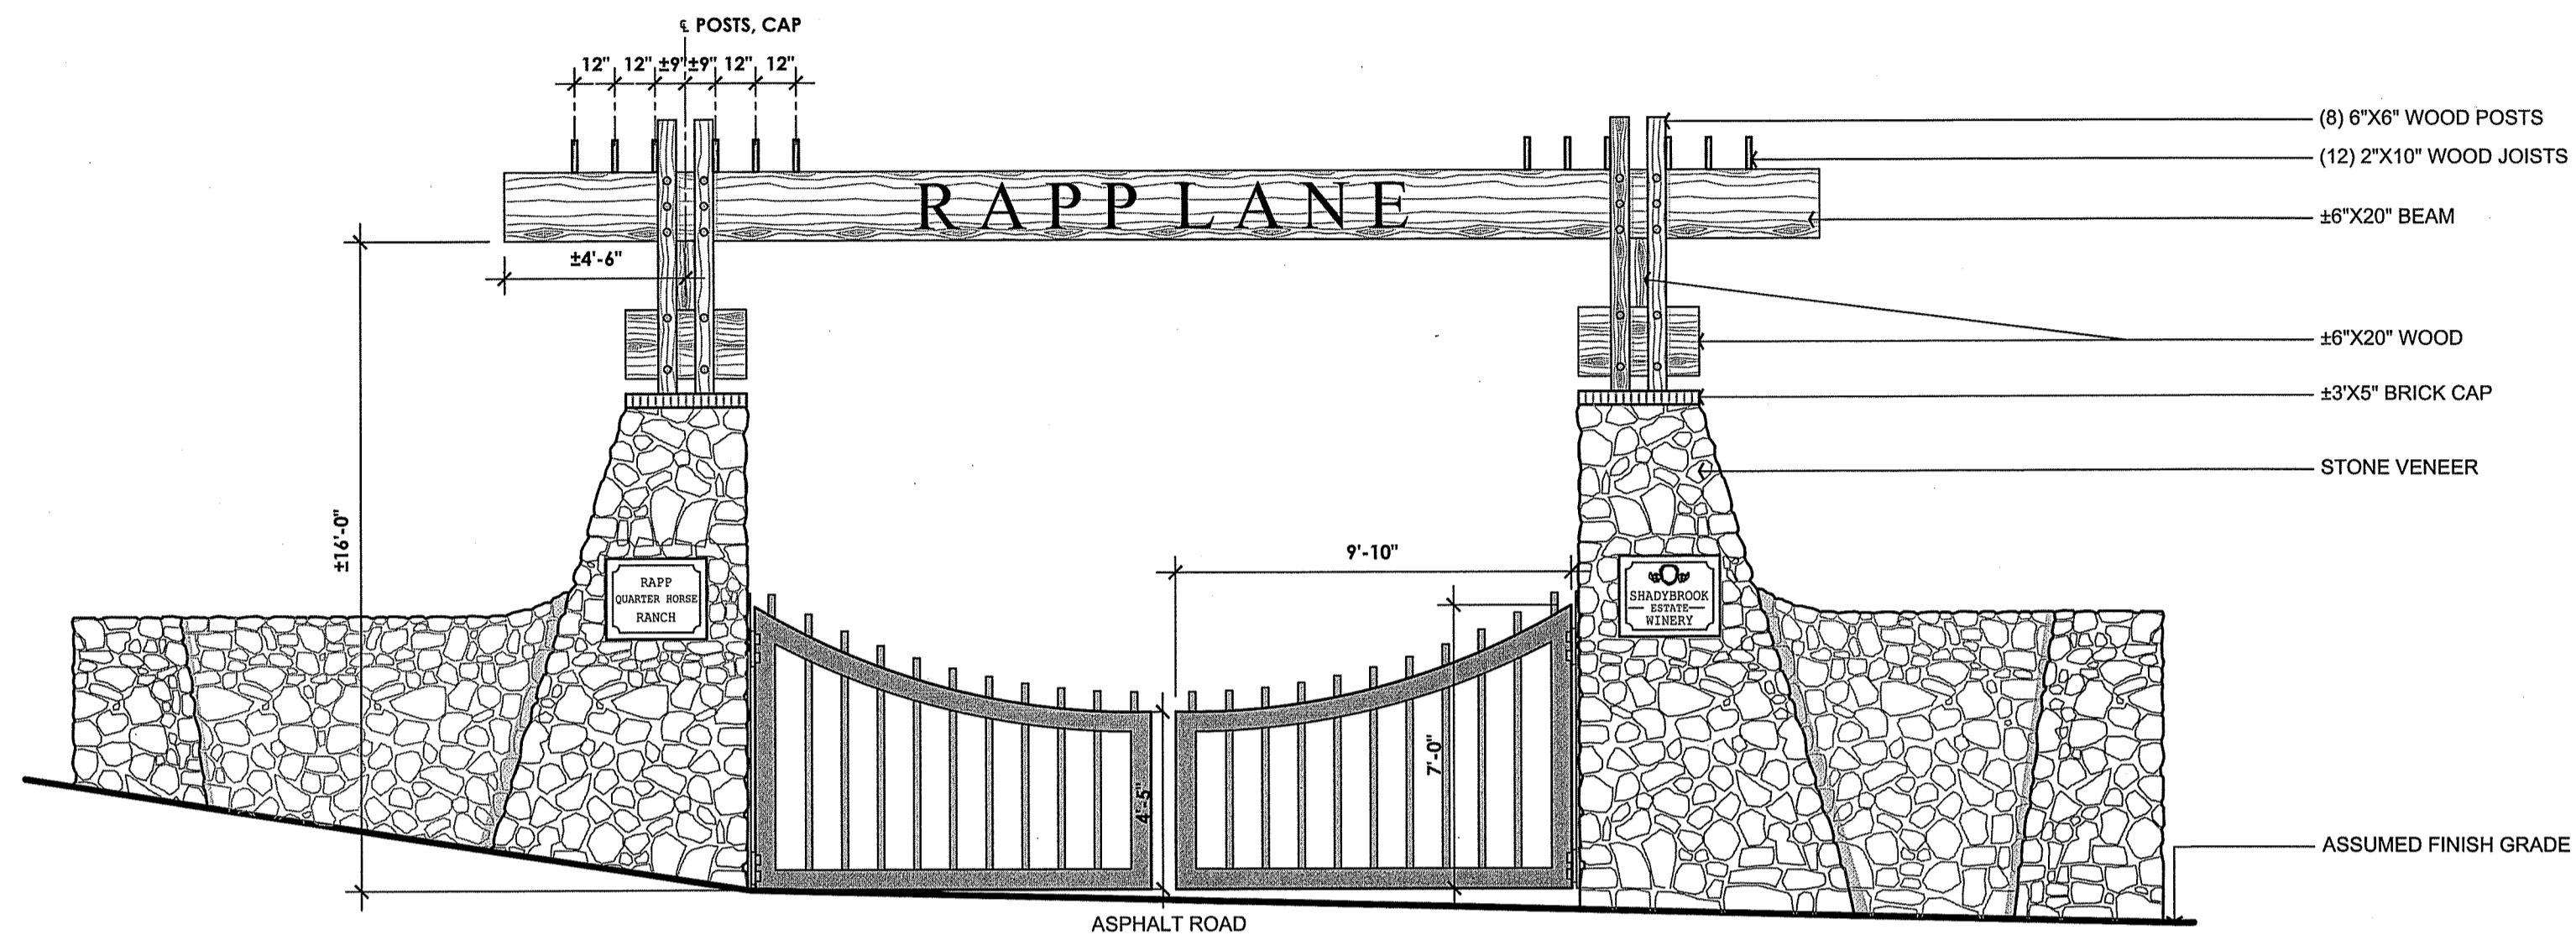 ℄ POSTS, CAP
12" 12" ±9" ±9" 12" 12"
(8) 6"X6" WOOD POSTS
(12) 2"X10" WOOD JOISTS
RAPP LANE
±6"X20" BEAM
±4'-6"
±6"X20" WOOD
±3'X5" BRICK CAP
STONE VENEER
±16'-0"
9'-10"
RAPP
QUARTER HORSE
RANCH
SHADYBROOK
ESTATE
WINERY
7'-0"
4'-5"
ASSUMED FINISH GRADE
ASPHALT ROAD